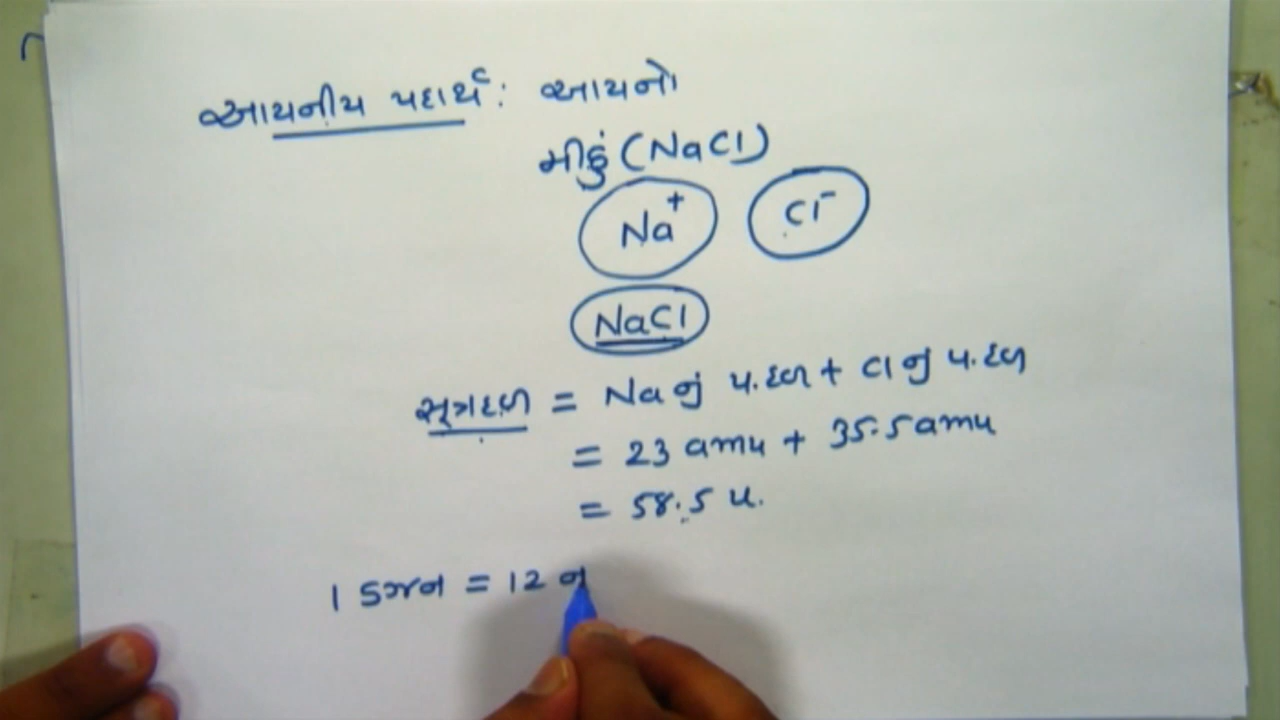 આયનીય પદાર્થ : આયનો
મીઠું (NaCl)
Na⁺ Cl⁻
NaCl
સૂત્રદળ = Na નું પ.દળ + Cl નું પ.દળ
= 23 amu + 35.5 amu
= 58.5 u.
1 ડઝન = 12 ન